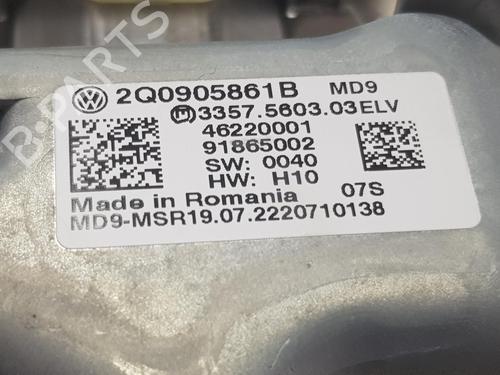 B-PARTS
2Q0905861B MD9
3357.5603.03ELV
46220001
91865002
SW: 0040
HW: H10
07S
Made in Romania
MD9-MSR19.07.2220710138